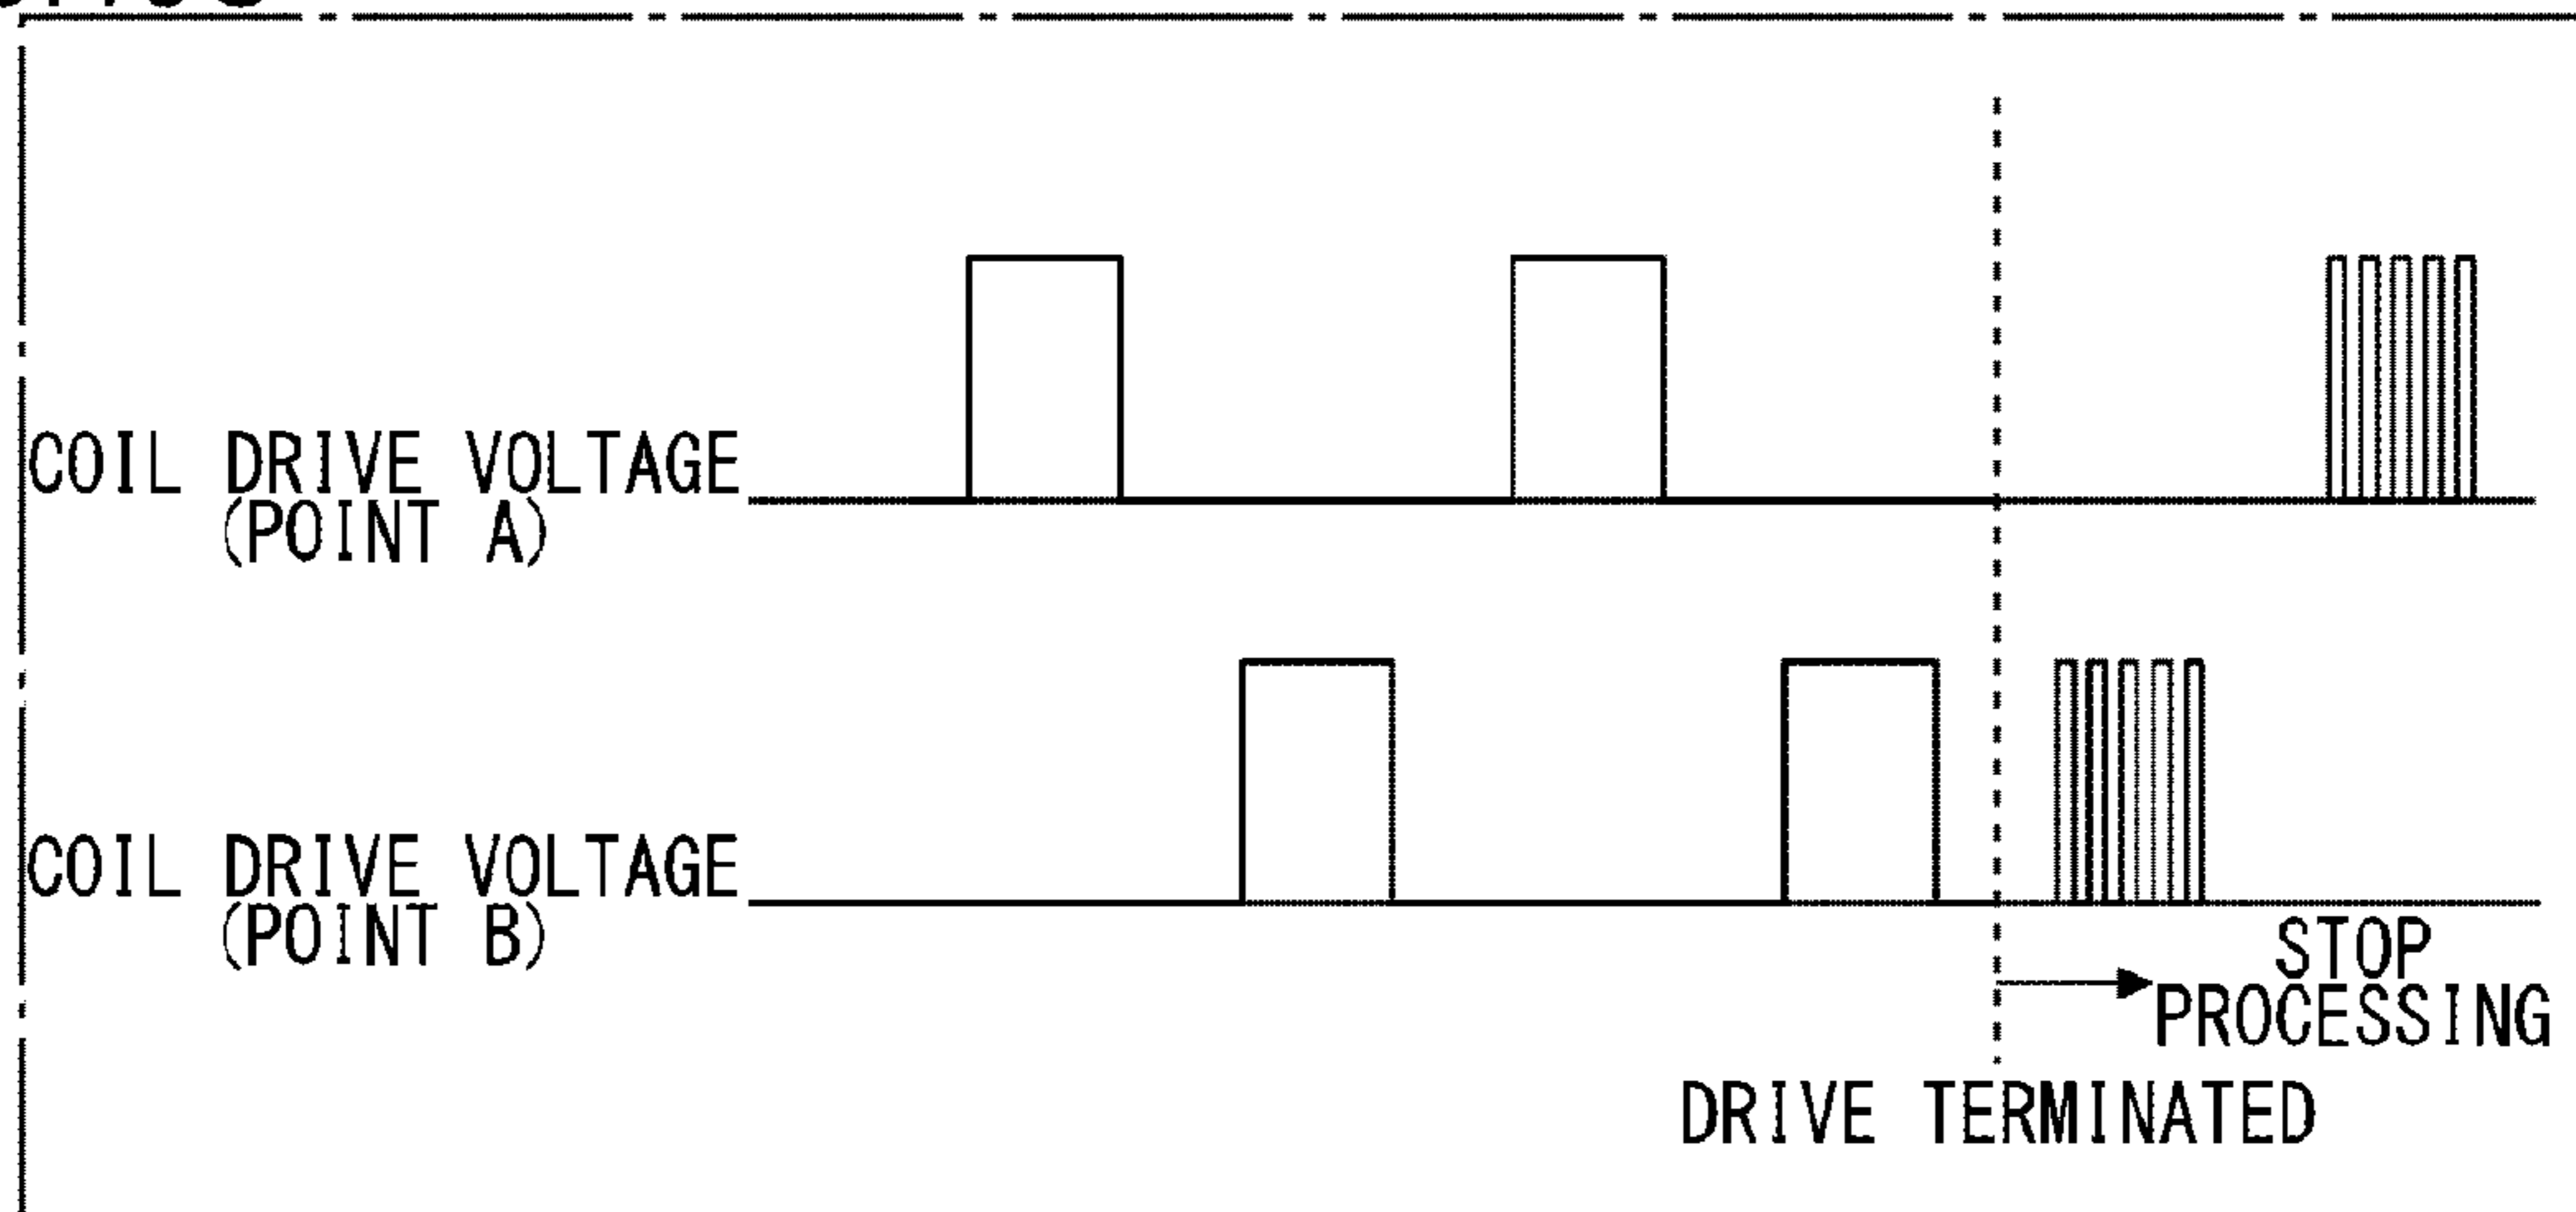 COIL DRIVE VOLTAGE
(POINT A)
COIL DRIVE VOLTAGE
(POINT B)
STOP
PROCESSING
DRIVE TERMINATED